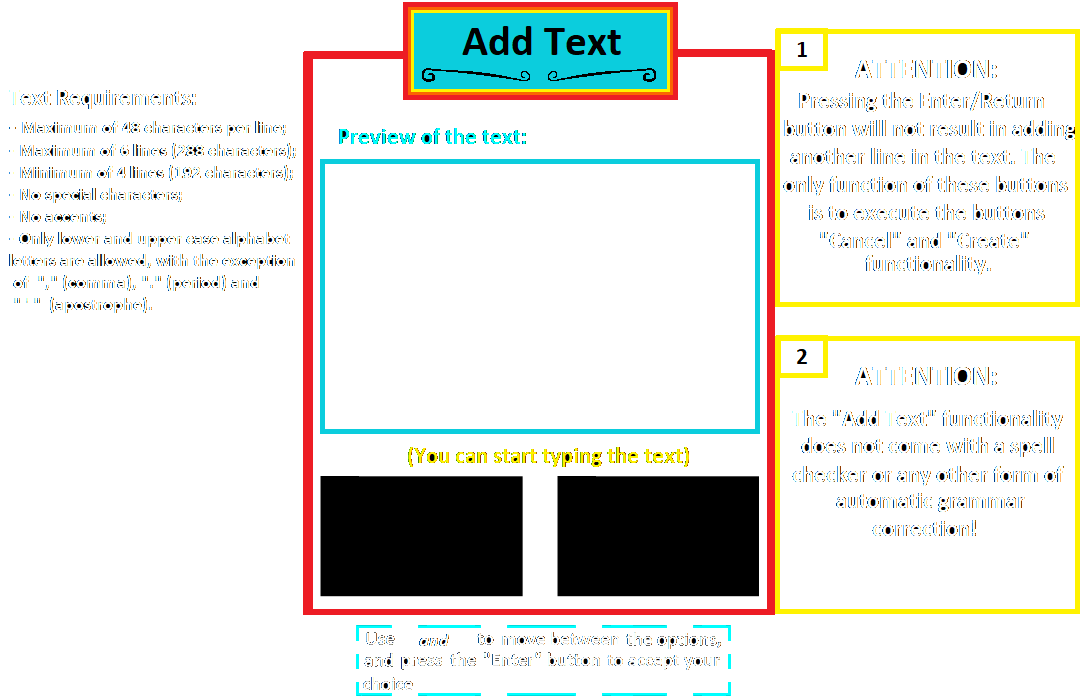 Add Text
Text Requirements:
- Maximum of 48 characters per line;
- Maximum of 6 lines (288 characters);
- Minimum of 4 lines (192 characters);
- No special characters;
- No accents;
- Only lower and upper case alphabet
letters are allowed, with the exception
of "," (comma), "." (period) and
" ' " (apostrophe).
Preview of the text:
(You can start typing the text)
1
ATTENTION:
Pressing the Enter/Return
button will not result in adding
another line in the text. The
only function of these buttons
is to execute the buttons
"Cancel" and "Create"
functionality.
2
ATTENTION:
The "Add Text" functionality
does not come with a spell
checker or any other form of
automatic grammar
correction!
Use and to move between the options,
and press the "Enter" button to accept your
choice